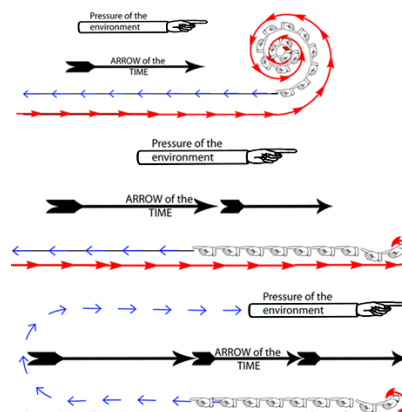 Pressure of the
environment
ARROW of the
TIME
Pressure of the
environment
ARROW of the
TIME
Pressure of the
environment
ARROW of the
TIME